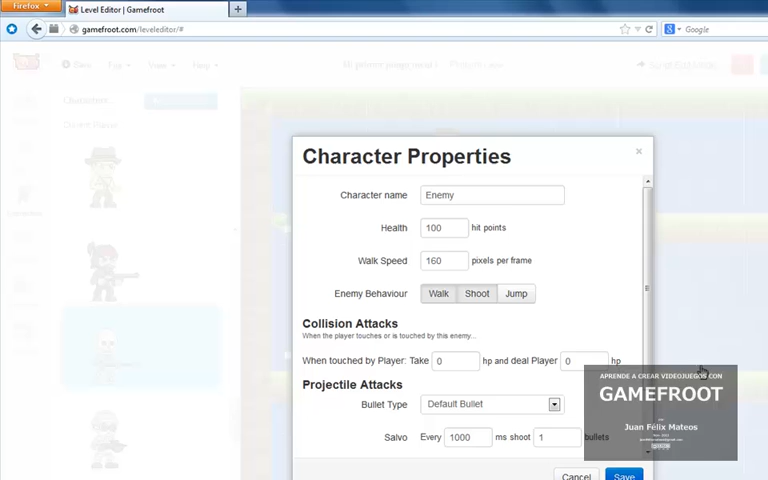 Firefox
Level Editor | Gamefroot
gamefroot.com/leveleditor/#
Google
Characters
Character Properties
Character name
Enemy
Health
100
hit points
Walk Speed
160
pixels per frame
Enemy Behaviour
Walk
Shoot
Jump
Collision Attacks
When the player touches or is touched by this enemy...
When touched by Player: Take 0 hp and deal Player 0 hp
Projectile Attacks
Bullet Type
Default Bullet
Salvo
Every 1000 ms shoot 1 bullets
Cancel
Save
APRENDE A CREAR VIDEOJUEGOS CON
GAMEFROOT
por
Juan Félix Mateos